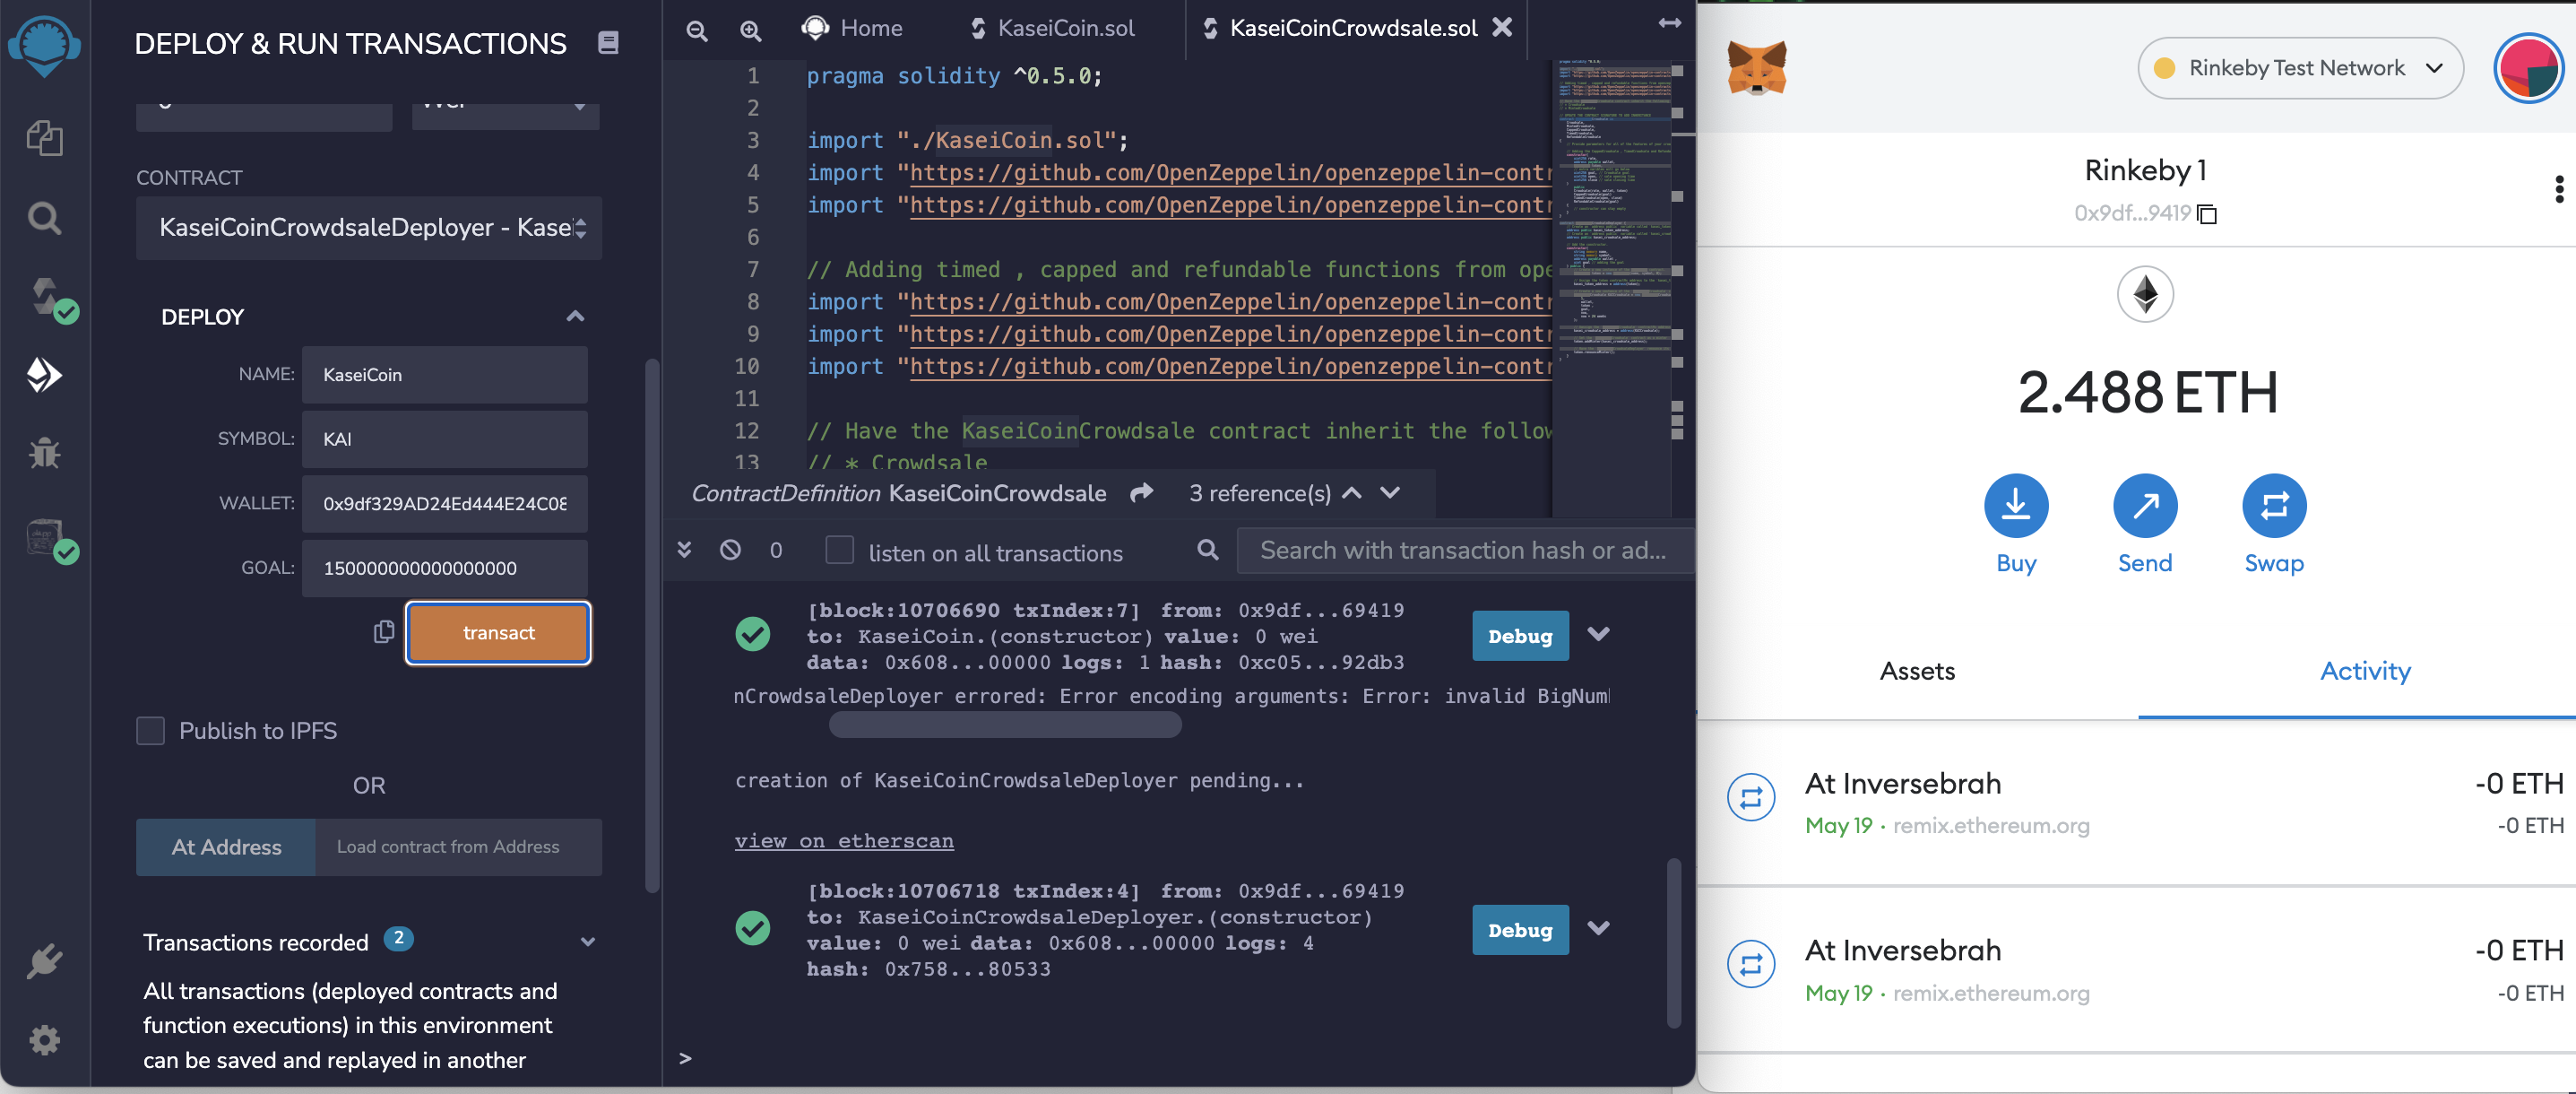 DEPLOY & RUN TRANSACTIONS
CONTRACT
KaseiCoinCrowdsaleDeployer - Kasei
DEPLOY
NAME: KaseiCoin
SYMBOL: KAI
WALLET: 0x9df329AD24Ed444E24C08
GOAL: 150000000000000000
transact
Publish to IPFS
OR
At Address
Load contract from Address
Transactions recorded 2
All transactions (deployed contracts and
function executions) in this environment
can be saved and replayed in another
Home
KaseiCoin.sol
KaseiCoinCrowdsale.sol
1 pragma solidity ^0.5.0;
2
3 import "./KaseiCoin.sol";
4 import "https://github.com/OpenZeppelin/openzeppelin-contr
5 import "https://github.com/OpenZeppelin/openzeppelin-contr
6
7 // Adding timed , capped and refundable functions from ope
8 import "https://github.com/OpenZeppelin/openzeppelin-contr
9 import "https://github.com/OpenZeppelin/openzeppelin-contr
10 import "https://github.com/OpenZeppelin/openzeppelin-contr
11
12 // Have the KaseiCoinCrowdsale contract inherit the follow
13 // * Crowdsale
ContractDefinition KaseiCoinCrowdsale 3 reference(s)
0 listen on all transactions
Search with transaction hash or ad...
[block:10706690 txIndex:7] from: 0x9df...69419
to: KaseiCoin.(constructor) value: 0 wei
data: 0x608...00000 logs: 1 hash: 0xc05...92db3
Debug
nCrowdsaleDeployer errored: Error encoding arguments: Error: invalid BigNum
creation of KaseiCoinCrowdsaleDeployer pending...
view on etherscan
[block:10706718 txIndex:4] from: 0x9df...69419
to: KaseiCoinCrowdsaleDeployer.(constructor)
value: 0 wei data: 0x608...00000 logs: 4
hash: 0x758...80533
Debug
>
Rinkeby Test Network
Rinkeby 1
0x9df...9419
2.488 ETH
Buy
Send
Swap
Assets
Activity
At Inversebrah
-0 ETH
May 19 · remix.ethereum.org
-0 ETH
At Inversebrah
-0 ETH
May 19 · remix.ethereum.org
-0 ETH